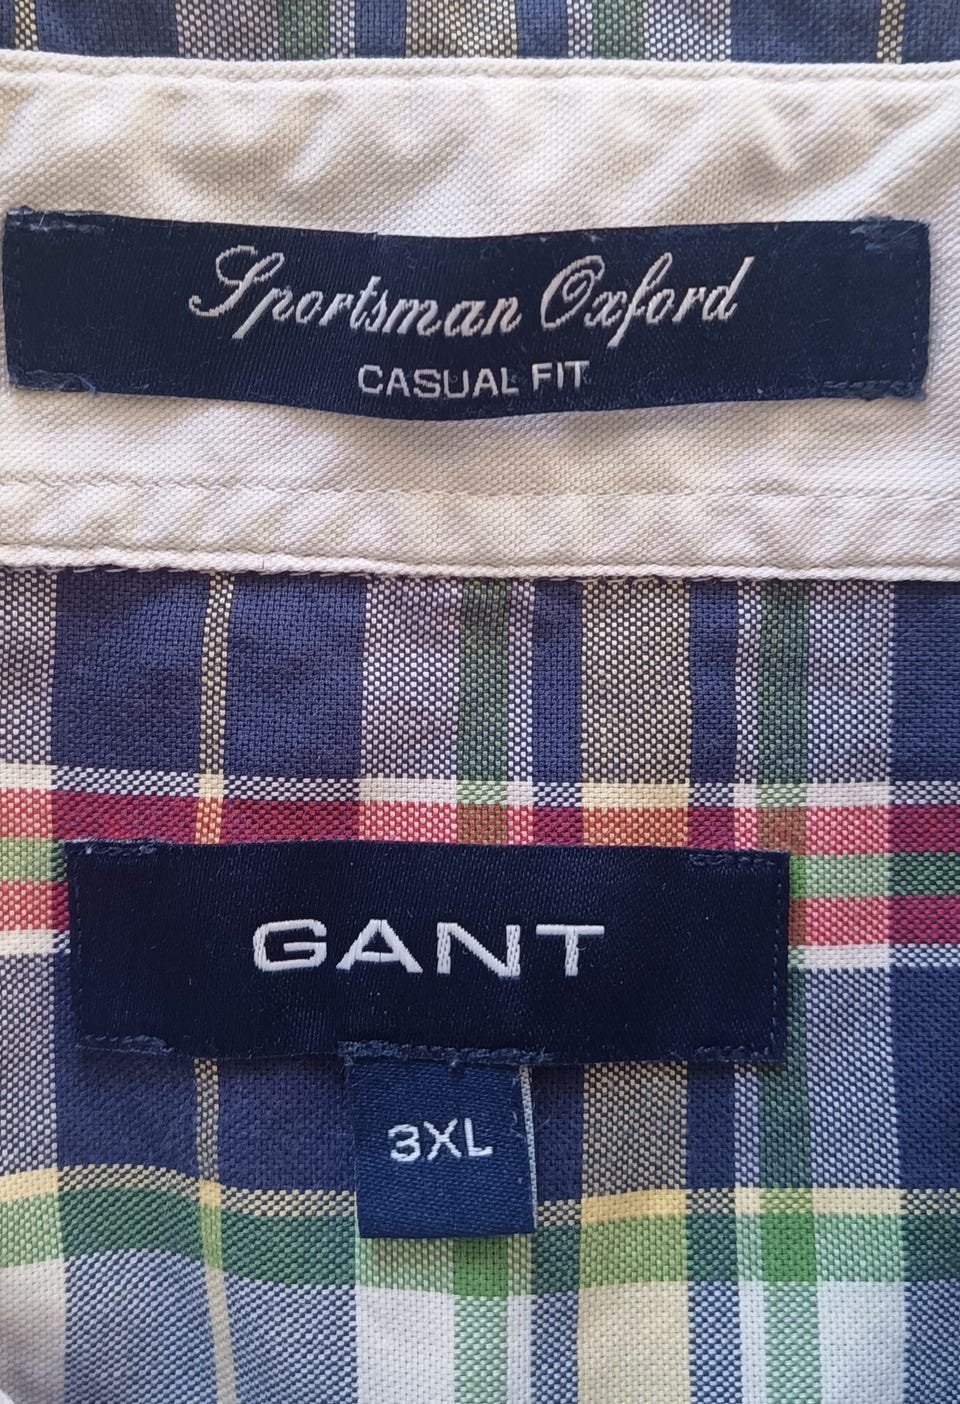 Sportsman Oxford
CASUAL FIT
GANT
3XL